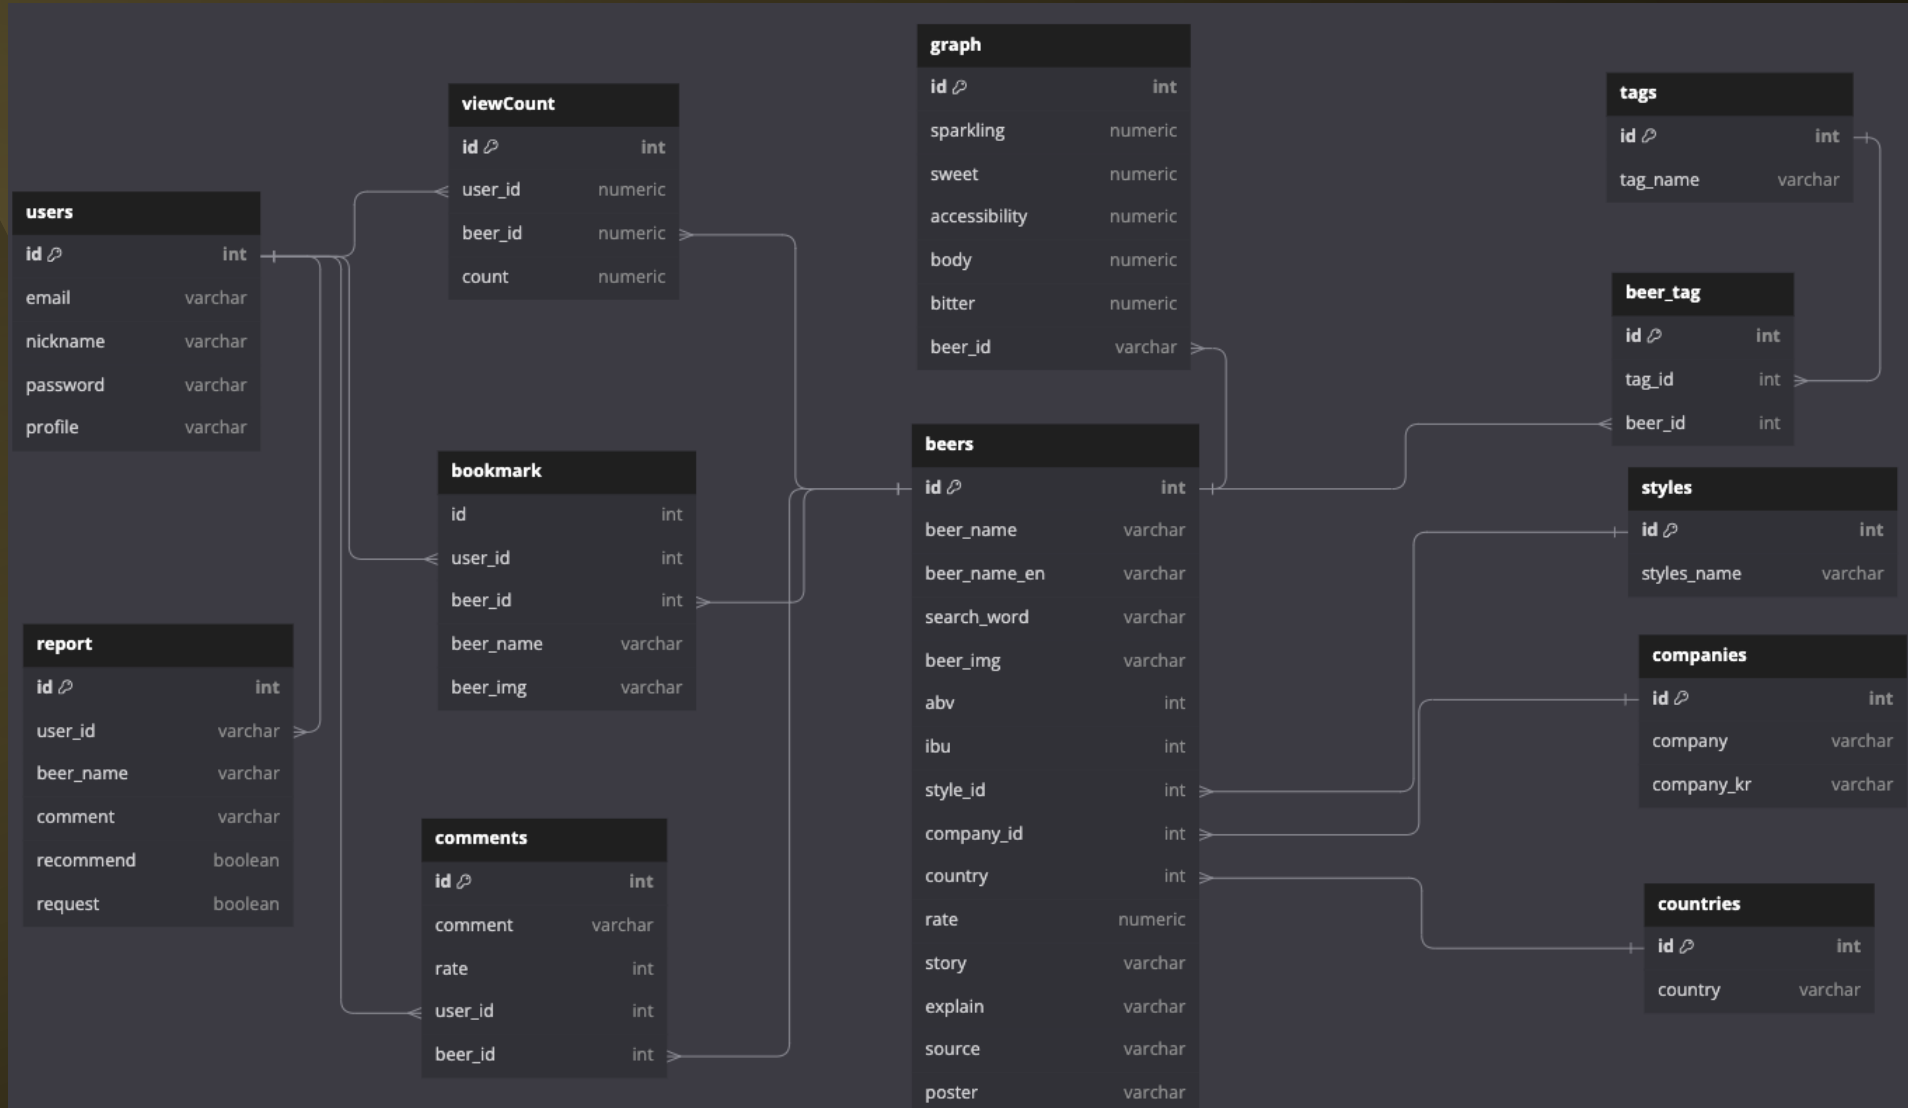 users
id int
email varchar
nickname varchar
password varchar
profile varchar
report
id int
user_id varchar
beer_name varchar
comment varchar
recommend boolean
request boolean
viewCount
id int
user_id numeric
beer_id numeric
count numeric
bookmark
id int
user_id int
beer_id int
beer_name varchar
beer_img varchar
comments
id int
comment varchar
rate int
user_id int
beer_id int
graph
id int
sparkling numeric
sweet numeric
accessibility numeric
body numeric
bitter numeric
beer_id varchar
beers
id int
beer_name varchar
beer_name_en varchar
search_word varchar
beer_img varchar
abv int
ibu int
style_id int
company_id int
country int
rate numeric
story varchar
explain varchar
source varchar
poster varchar
tags
id int
tag_name varchar
beer_tag
id int
tag_id int
beer_id int
styles
id int
styles_name varchar
companies
id int
company varchar
company_kr varchar
countries
id int
country varchar